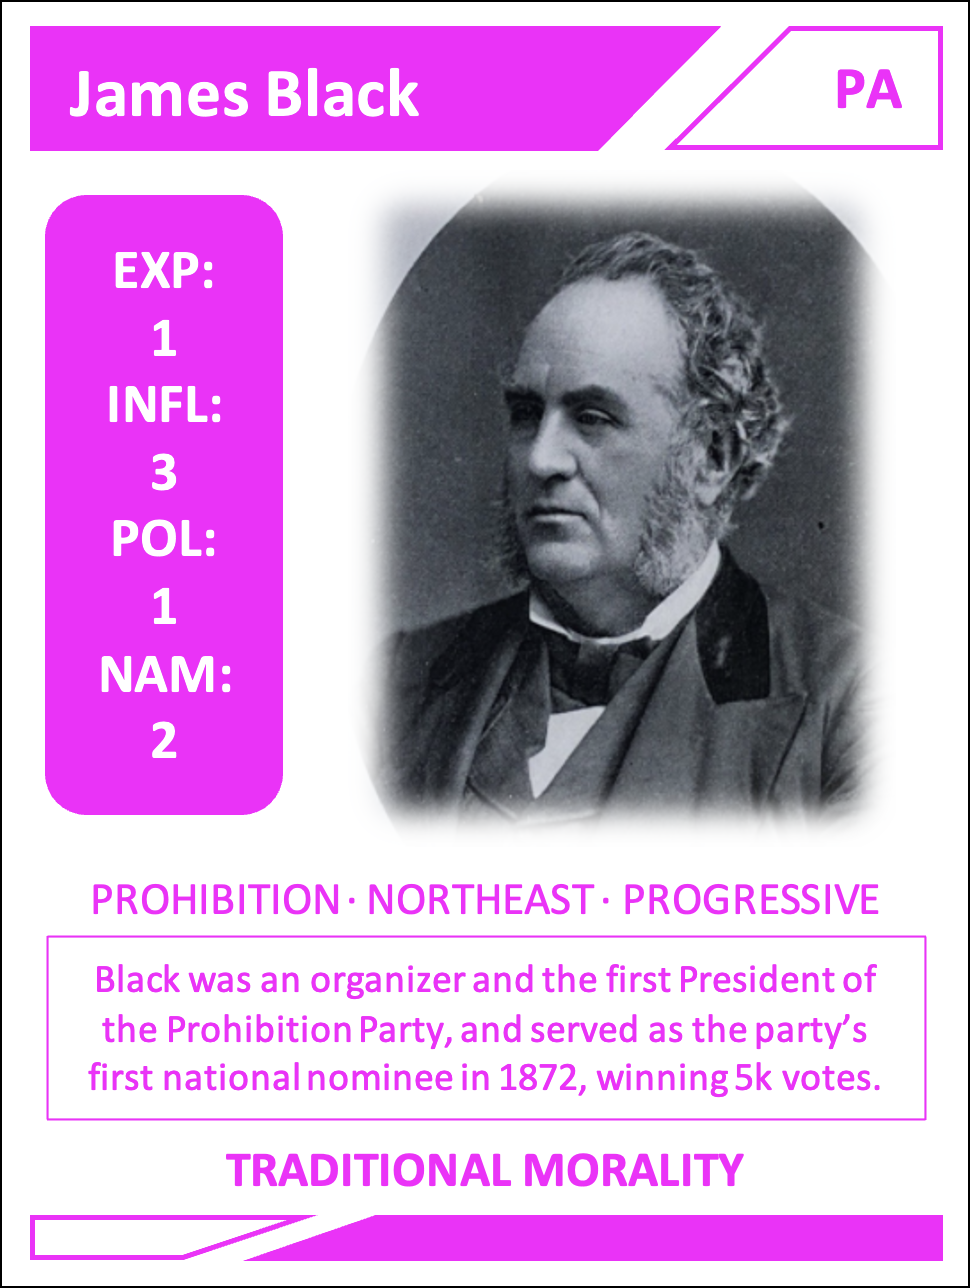 James Black
PA
EXP:
1
INFL:
3
POL:
1
NAM:
2
PROHIBITION · NORTHEAST · PROGRESSIVE
Black was an organizer and the first President of
the Prohibition Party, and served as the party’s
first national nominee in 1872, winning 5k votes.
TRADITIONAL MORALITY